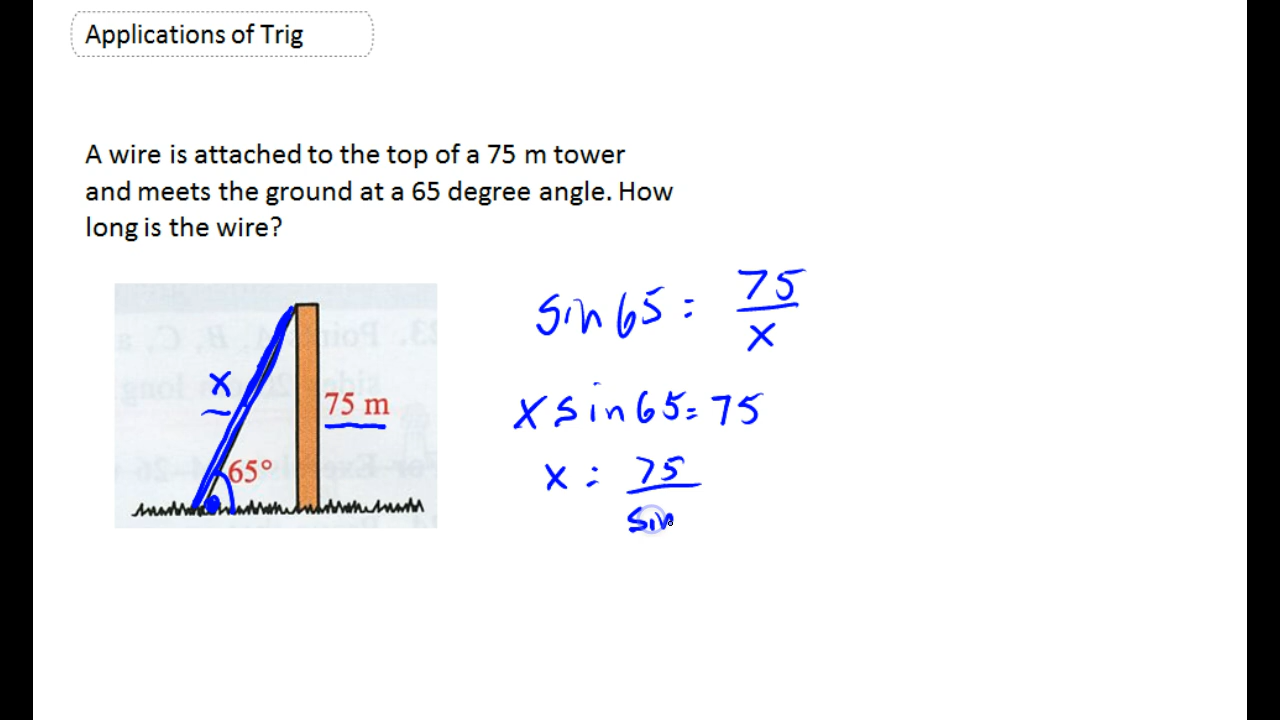 Applications of Trig
A wire is attached to the top of a 75 m tower
and meets the ground at a 65 degree angle. How
long is the wire?
sin 65 = 75/x
x
75 m
65°
x sin 65 = 75
x = 75/sin